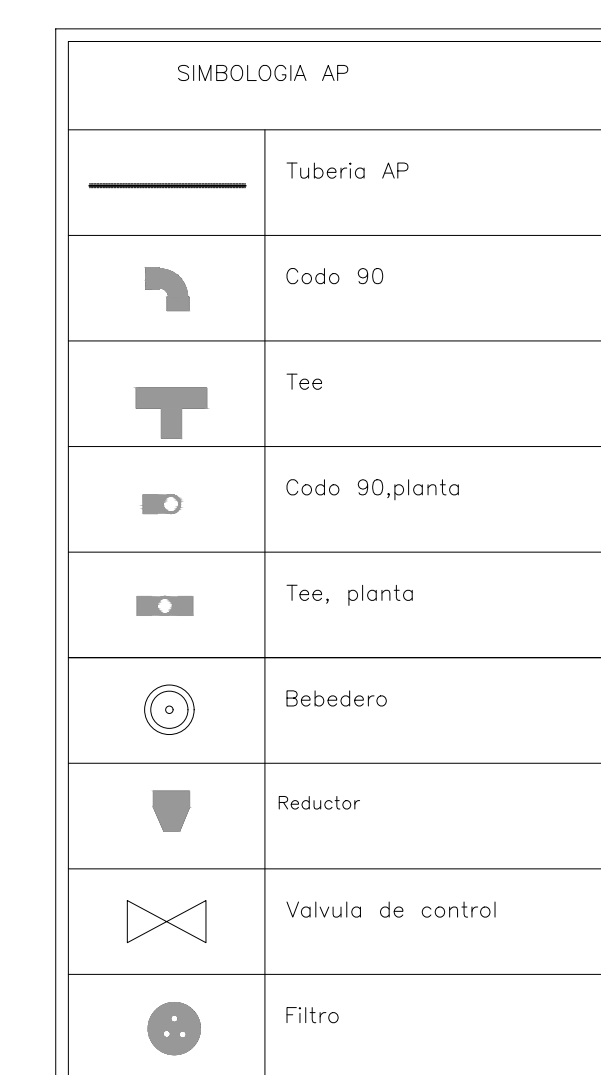 SIMBOLOGIA AP
Tuberia AP
Codo 90
Tee
Codo 90,planta
Tee, planta
Bebedero
Reductor
Valvula de control
Filtro